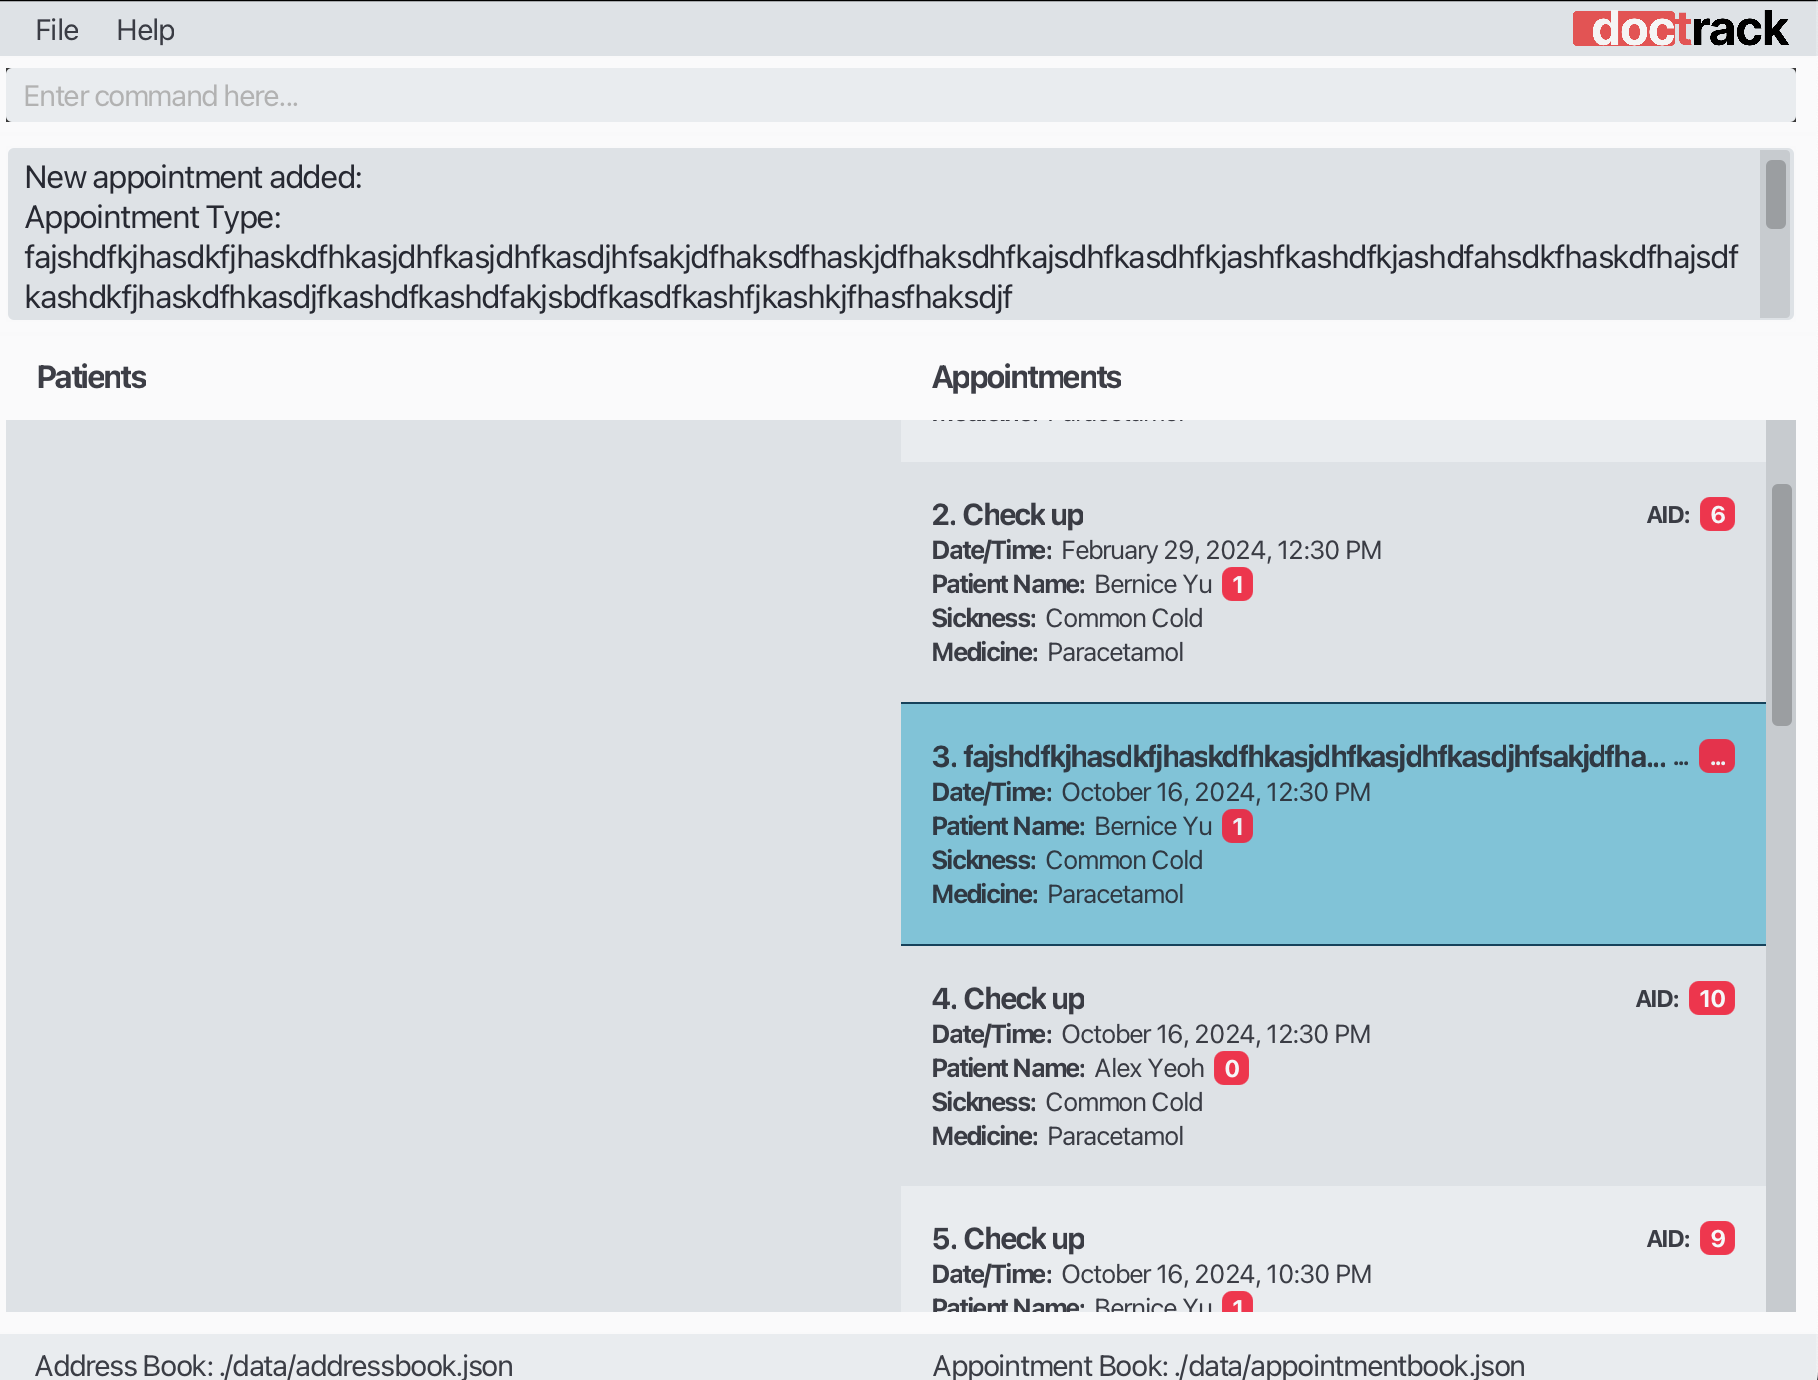 File Help doctrack
Enter command here...
New appointment added:
Appointment Type:
fajshdfkjhasdkfjhaskdfhkasjdhfkasjdhfkasdjhfsakjdfhaksdfhaskjdfhaksdhfkajsdhfkasdhfkjashfkashdfkjashdfahsdkfhaskdfhajsdf
kashdkfjhaskdfhkasdjfkashdfkashdfakjsbdfkasdfkashfjkashkjfhasfhaksdjf
Patients
Appointments
2. Check up AID: 6
Date/Time: February 29, 2024, 12:30 PM
Patient Name: Bernice Yu 1
Sickness: Common Cold
Medicine: Paracetamol
3. fajshdfkjhasdkfjhaskdfhkasjdhfkasjdhfkasdjhfsakjdfha... ... ...
Date/Time: October 16, 2024, 12:30 PM
Patient Name: Bernice Yu 1
Sickness: Common Cold
Medicine: Paracetamol
4. Check up AID: 10
Date/Time: October 16, 2024, 12:30 PM
Patient Name: Alex Yeoh 0
Sickness: Common Cold
Medicine: Paracetamol
5. Check up AID: 9
Date/Time: October 16, 2024, 10:30 PM
Patient Name: Bernice Yu 1
Address Book: ./data/addressbook.json
Appointment Book: ./data/appointmentbook.json